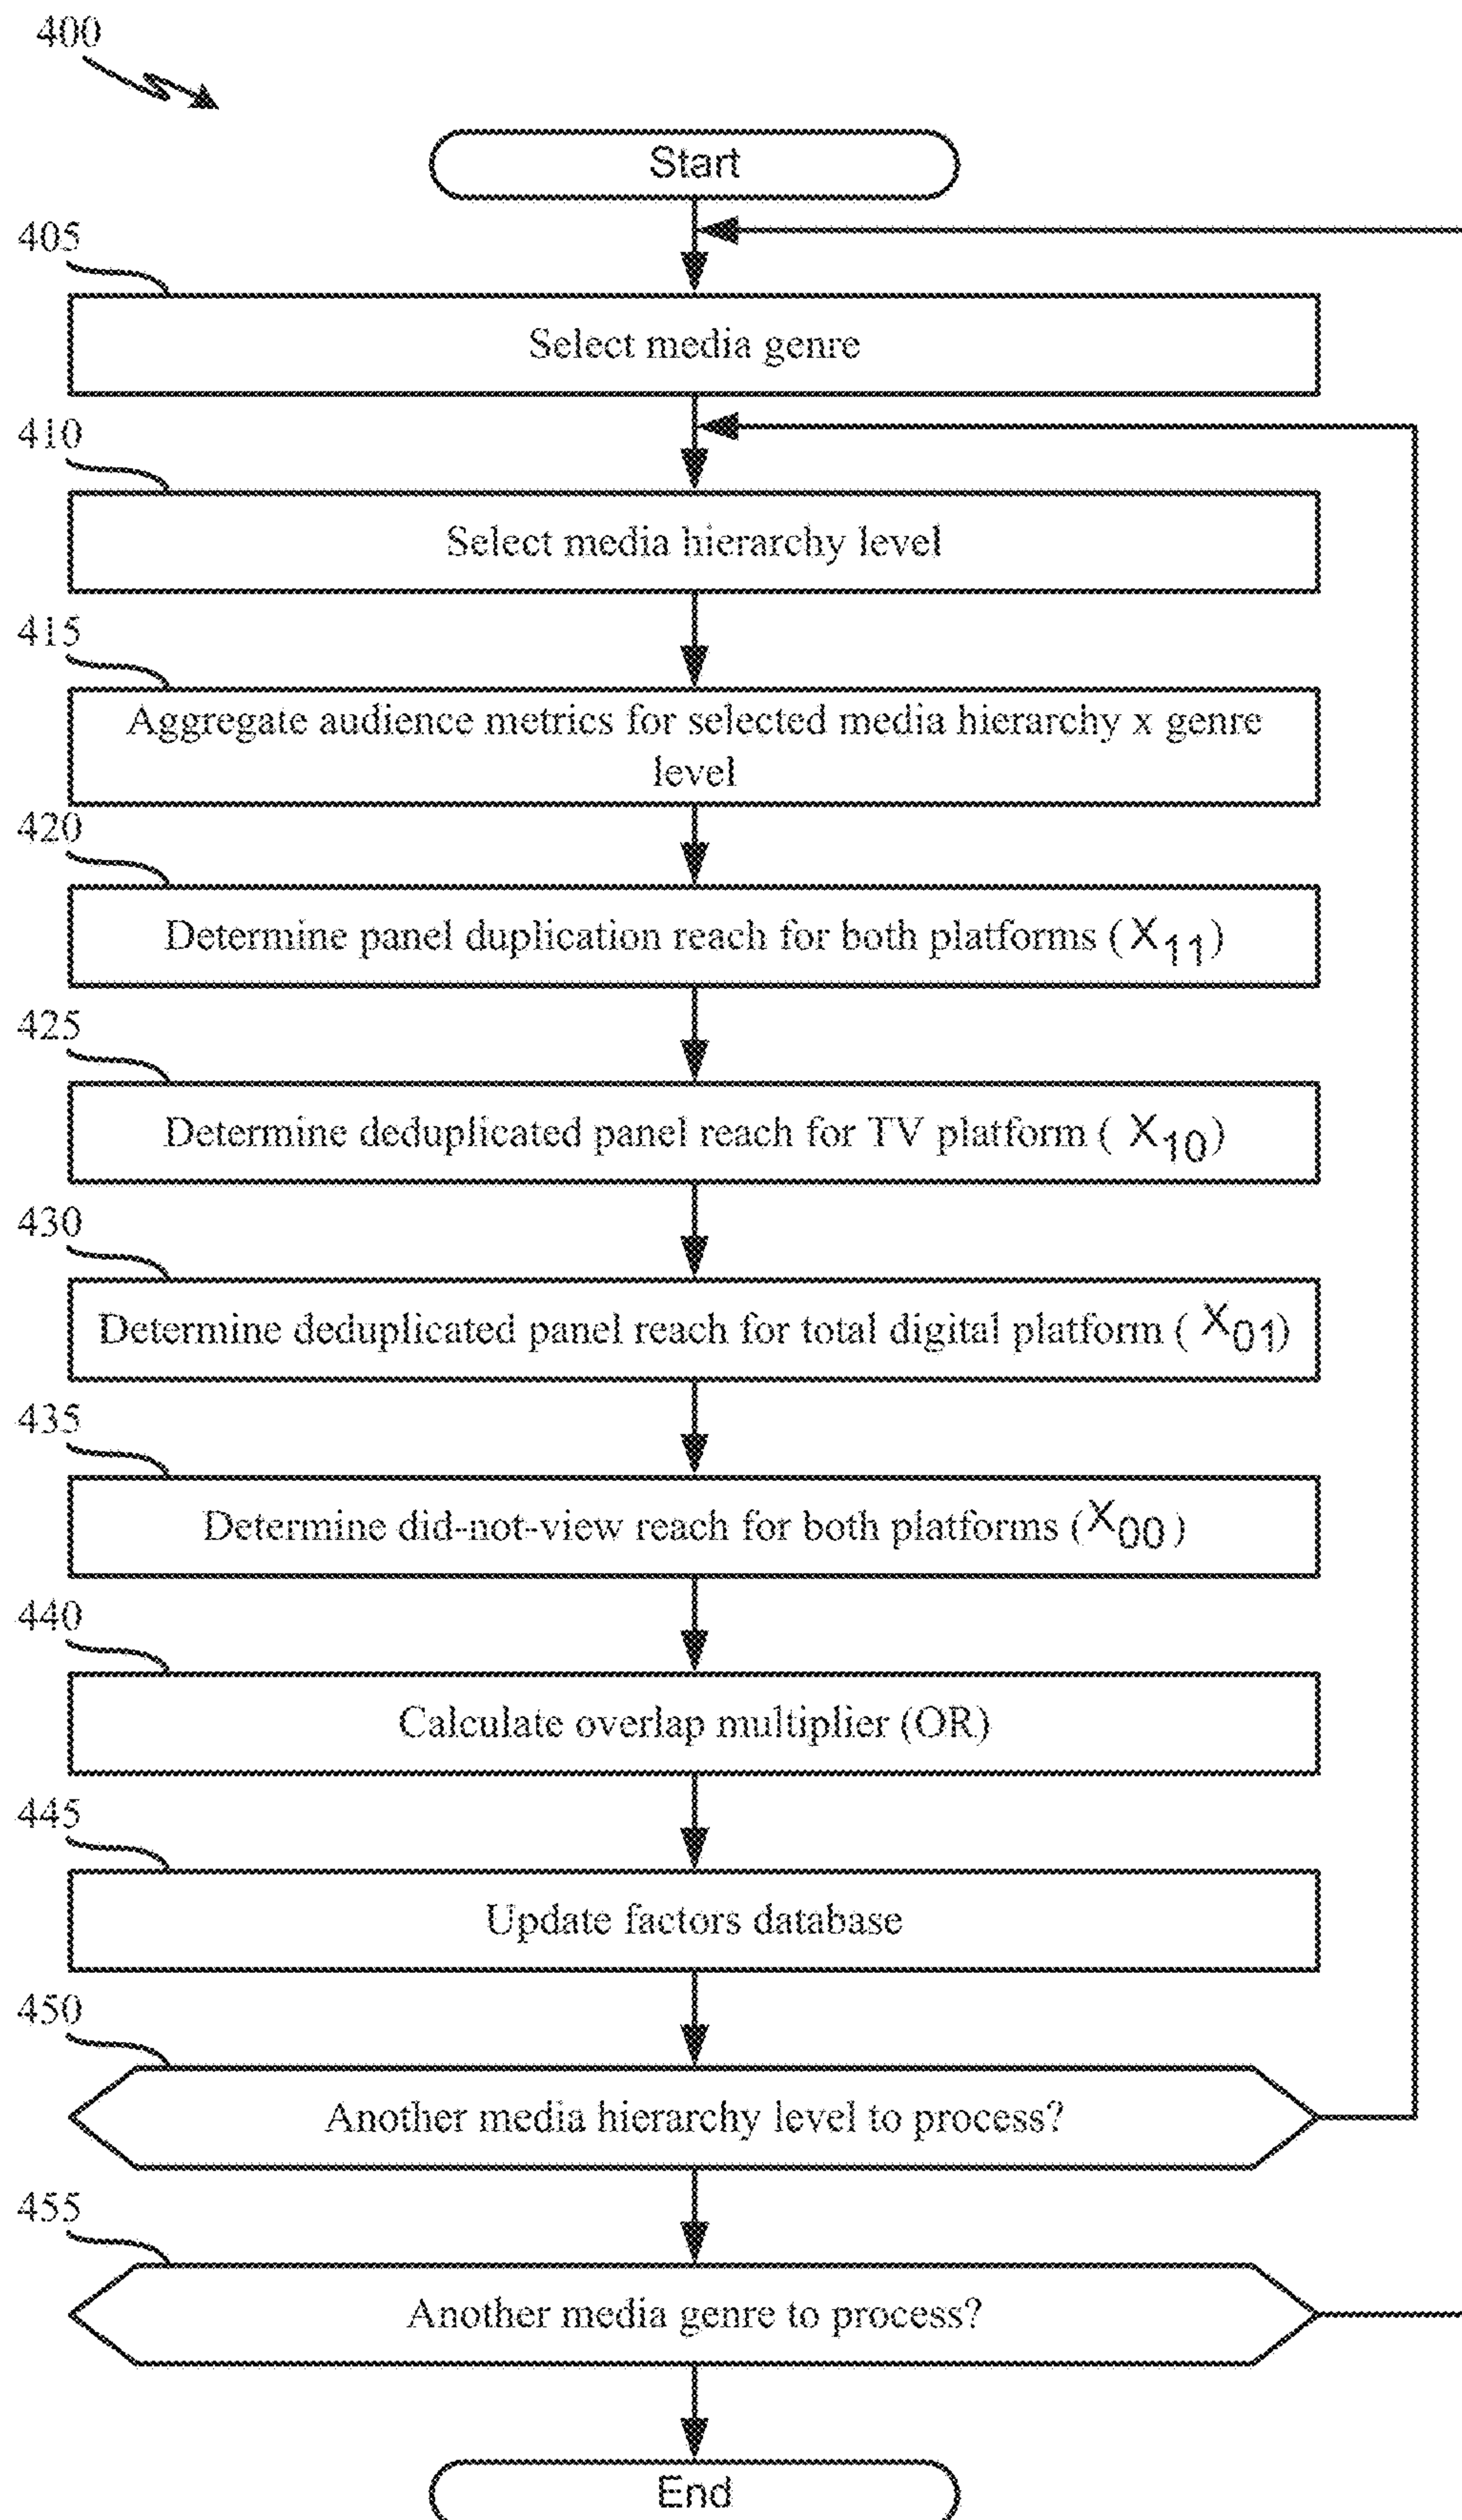 400
Start
405
Select media genre
410
Select media hierarchy level
415
Aggregate audience metrics for selected media hierarchy x genre
level
420
Determine panel duplication reach for both platforms ( X11)
425
Determine deduplicated panel reach for TV platform ( X10)
430
Determine deduplicated panel reach for total digital platform ( X01)
435
Determine did-not-view reach for both platforms (X00 )
440
Calculate overlap multiplier (OR)
445
Update factors database
450
Another media hierarchy level to process?
455
Another media genre to process?
End